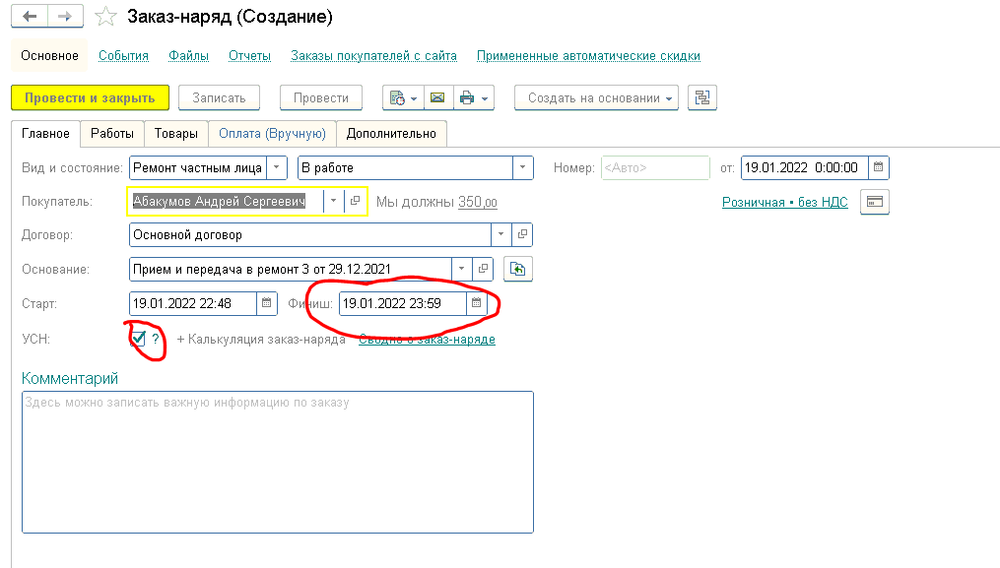 Заказ-наряд (Создание)
Основное События Файлы Отчеты Заказы покупателей с сайта Примененные автоматические скидки
Провести и закрыть Записать Провести Создать на основании
Главное Работы Товары Оплата (Вручную) Дополнительно
Вид и состояние: Ремонт частным лица В работе Номер: <Авто> от: 19.01.2022 0:00:00
Покупатель: Абакумов Андрей Сергеевич Мы должны 350,00 Розничная • без НДС
Договор: Основной договор
Основание: Прием и передача в ремонт 3 от 29.12.2021
Старт: 19.01.2022 22:48 Финиш: 19.01.2022 23:59
УСН: ? + Калькуляция заказ-наряда Сводно о заказ-наряде
Комментарий
Здесь можно записать важную информацию по заказу